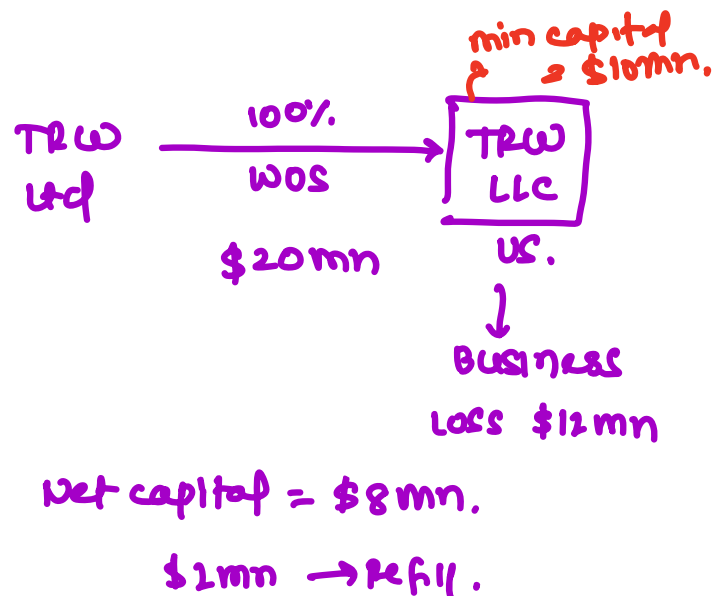 min capital
= $10mn.
TRW
Ltd
100%.
WOS
$20mn
TRW
LLC
US.
Business
Loss $12mn
Net capital = $8mn.
$2mn → Refill.